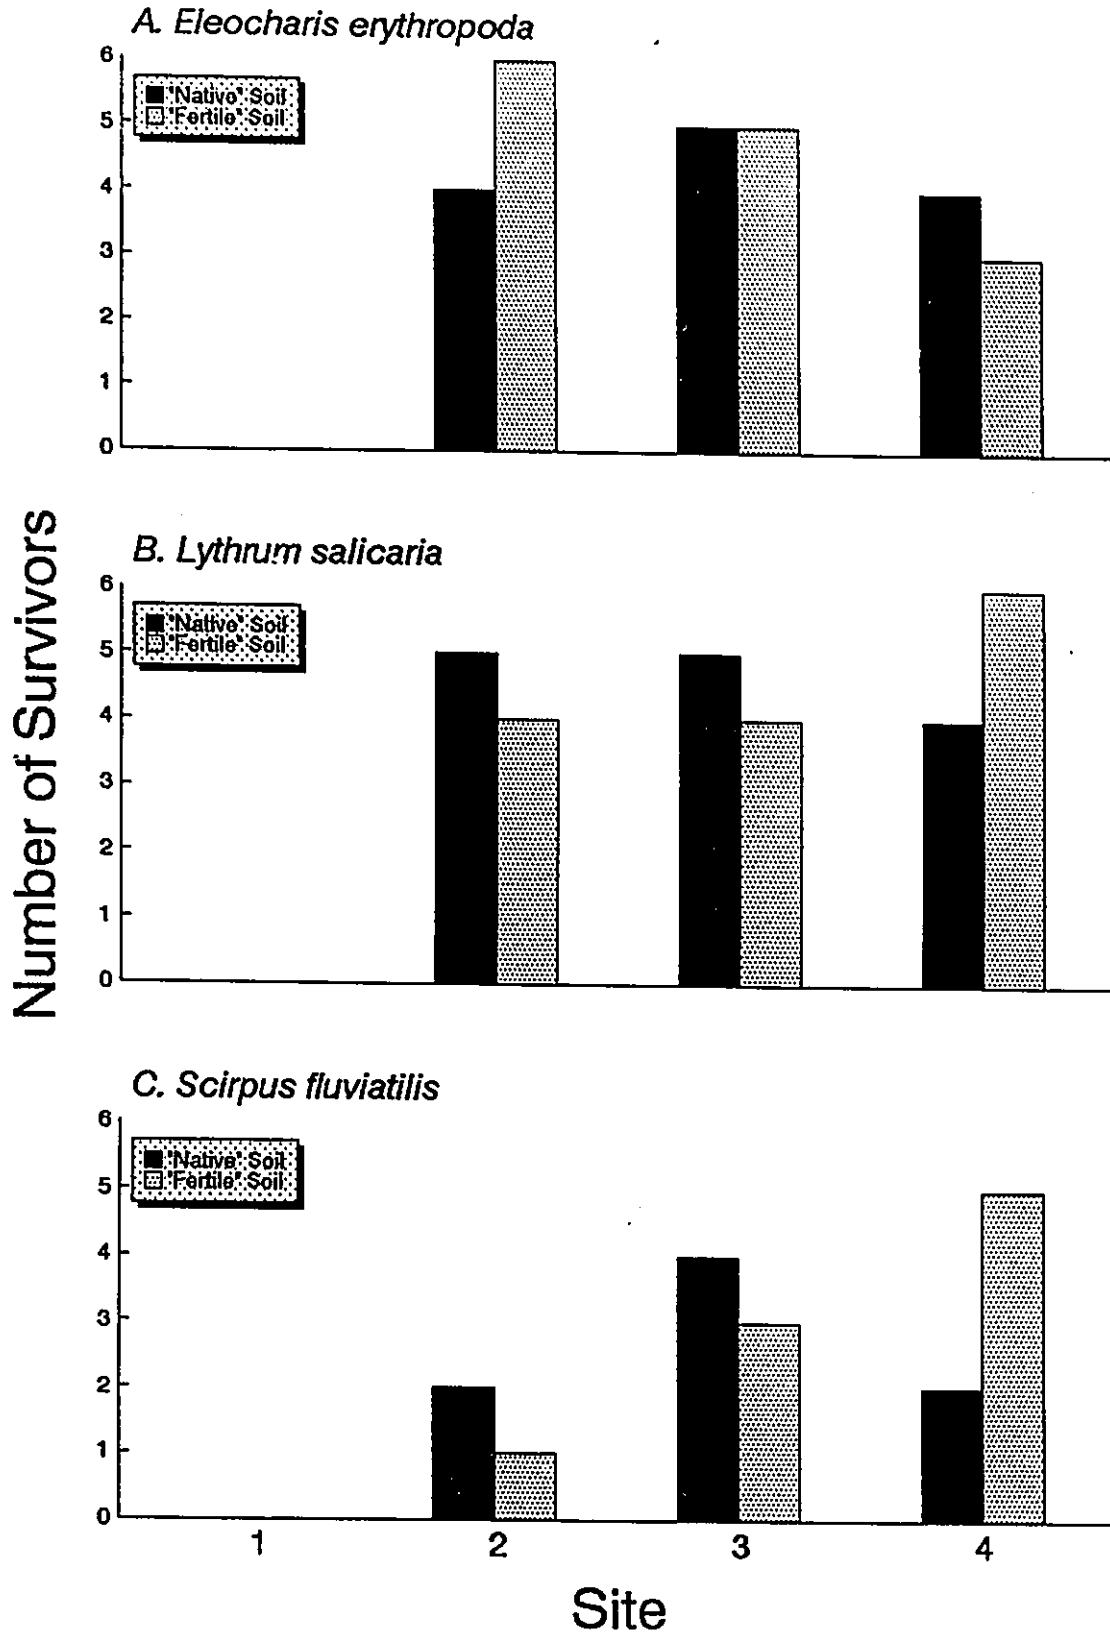 A. Eleocharis erythropoda
6
"Native" Soil
"Fertile" Soil
5
4
3
2
1
0
Number of Survivors
B. Lythrum salicaria
6
"Native" Soil
"Fertile" Soil
5
4
3
2
1
0
C. Scirpus fluviatilis
6
"Native" Soil
"Fertile" Soil
5
4
3
2
1
0
1 2 3 4
Site